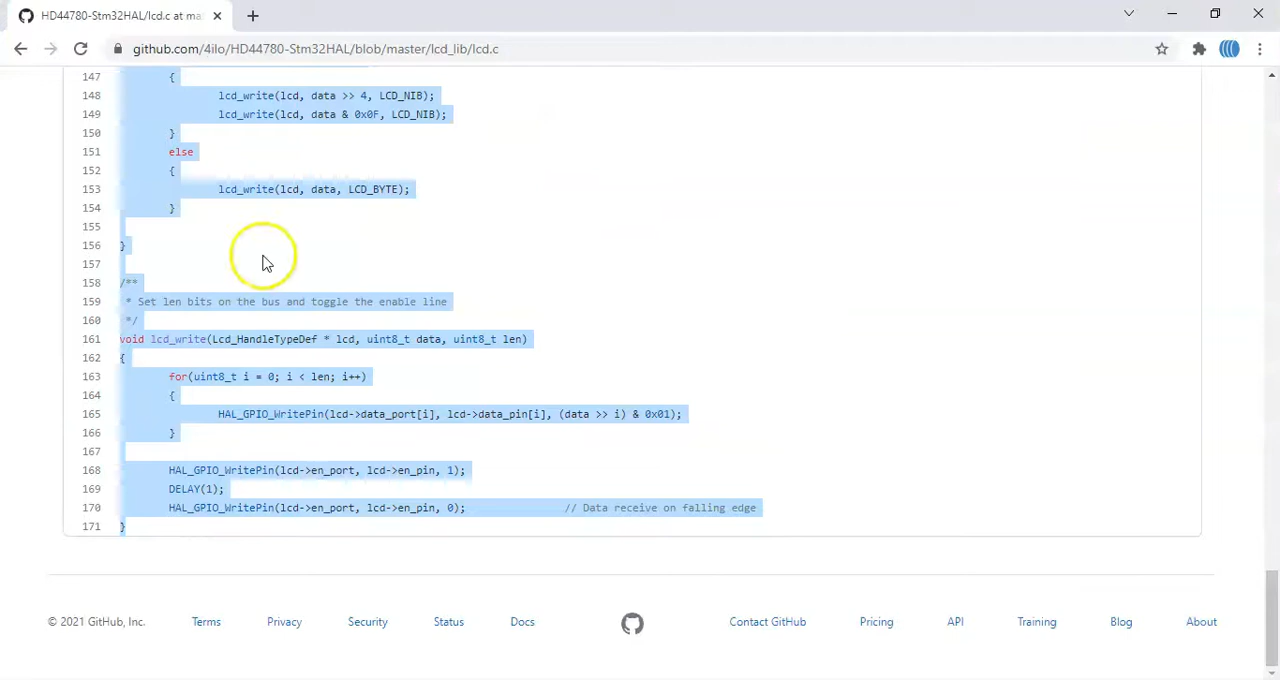 HD44780-Stm32HAL/lcd.c at ma
github.com/4ilo/HD44780-Stm32HAL/blob/master/lcd_lib/lcd.c
147 {
148 lcd_write(lcd, data >> 4, LCD_NIB);
149 lcd_write(lcd, data & 0x0F, LCD_NIB);
150 }
151 else
152 {
153 lcd_write(lcd, data, LCD_BYTE);
154 }
155
156 }
157
158 /**
159 * Set len bits on the bus and toggle the enable line
160 */
161 void lcd_write(Lcd_HandleTypeDef * lcd, uint8_t data, uint8_t len)
162 {
163 for(uint8_t i = 0; i < len; i++)
164 {
165 HAL_GPIO_WritePin(lcd->data_port[i], lcd->data_pin[i], (data >> i) & 0x01);
166 }
167
168 HAL_GPIO_WritePin(lcd->en_port, lcd->en_pin, 1);
169 DELAY(1);
170 HAL_GPIO_WritePin(lcd->en_port, lcd->en_pin, 0); // Data receive on falling edge
171 }
© 2021 GitHub, Inc. Terms Privacy Security Status Docs Contact GitHub Pricing API Training Blog About